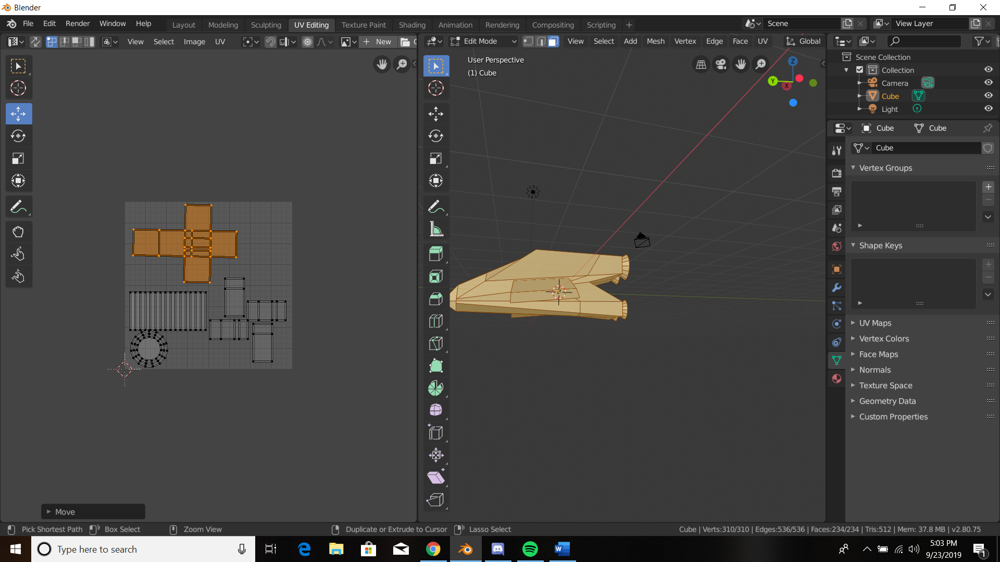 Blender
File Edit Render Window Help Layout Modeling Sculpting UV Editing Texture Paint Shading Animation Rendering Compositing Scripting + Scene View Layer
View Select Image UV + New
Edit Mode View Select Add Mesh Vertex Edge Face UV Global
User Perspective
(1) Cube
Z
Y
X
Scene Collection
Collection
Camera
Cube
Light
Cube Cube
Cube
Vertex Groups
Shape Keys
UV Maps
Vertex Colors
Face Maps
Normals
Texture Space
Geometry Data
Custom Properties
Move
Pick Shortest Path Box Select Zoom View Duplicate or Extrude to Cursor Lasso Select Cube | Verts:310/310 | Edges:536/536 | Faces:234/234 | Tris:512 | Mem: 37.8 MB | v2.80.75
Type here to search
5:03 PM
9/23/2019
1